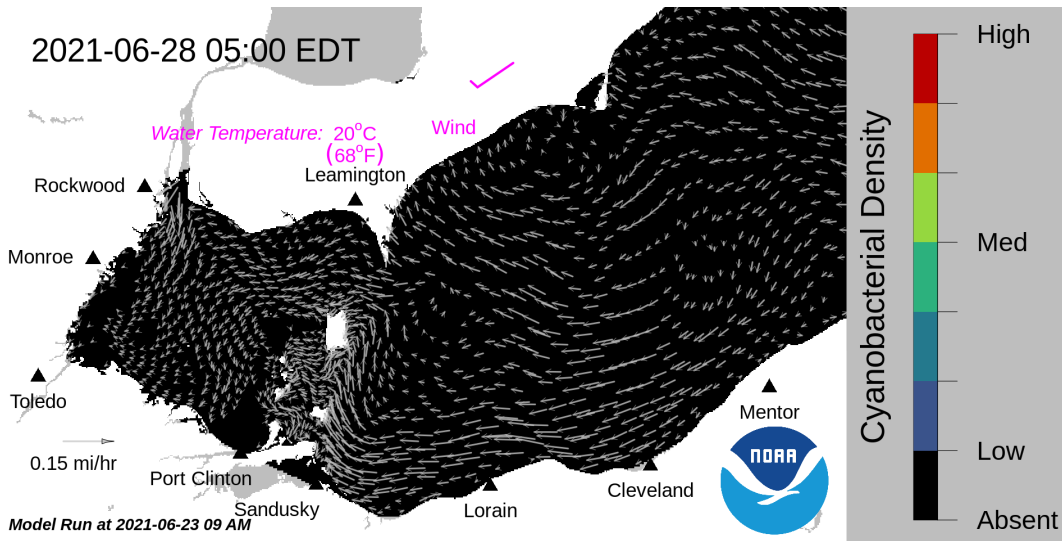 2021-06-28 05:00 EDT
High
Wind
Water Temperature: 20°C
(68°F)
Leamington
Rockwood
Monroe
Med
Cyanobacterial Density
Toledo
Mentor
0.15 mi/hr
NOAA
Low
Port Clinton
Cleveland
Sandusky
Lorain
Model Run at 2021-06-23 09 AM
Absent